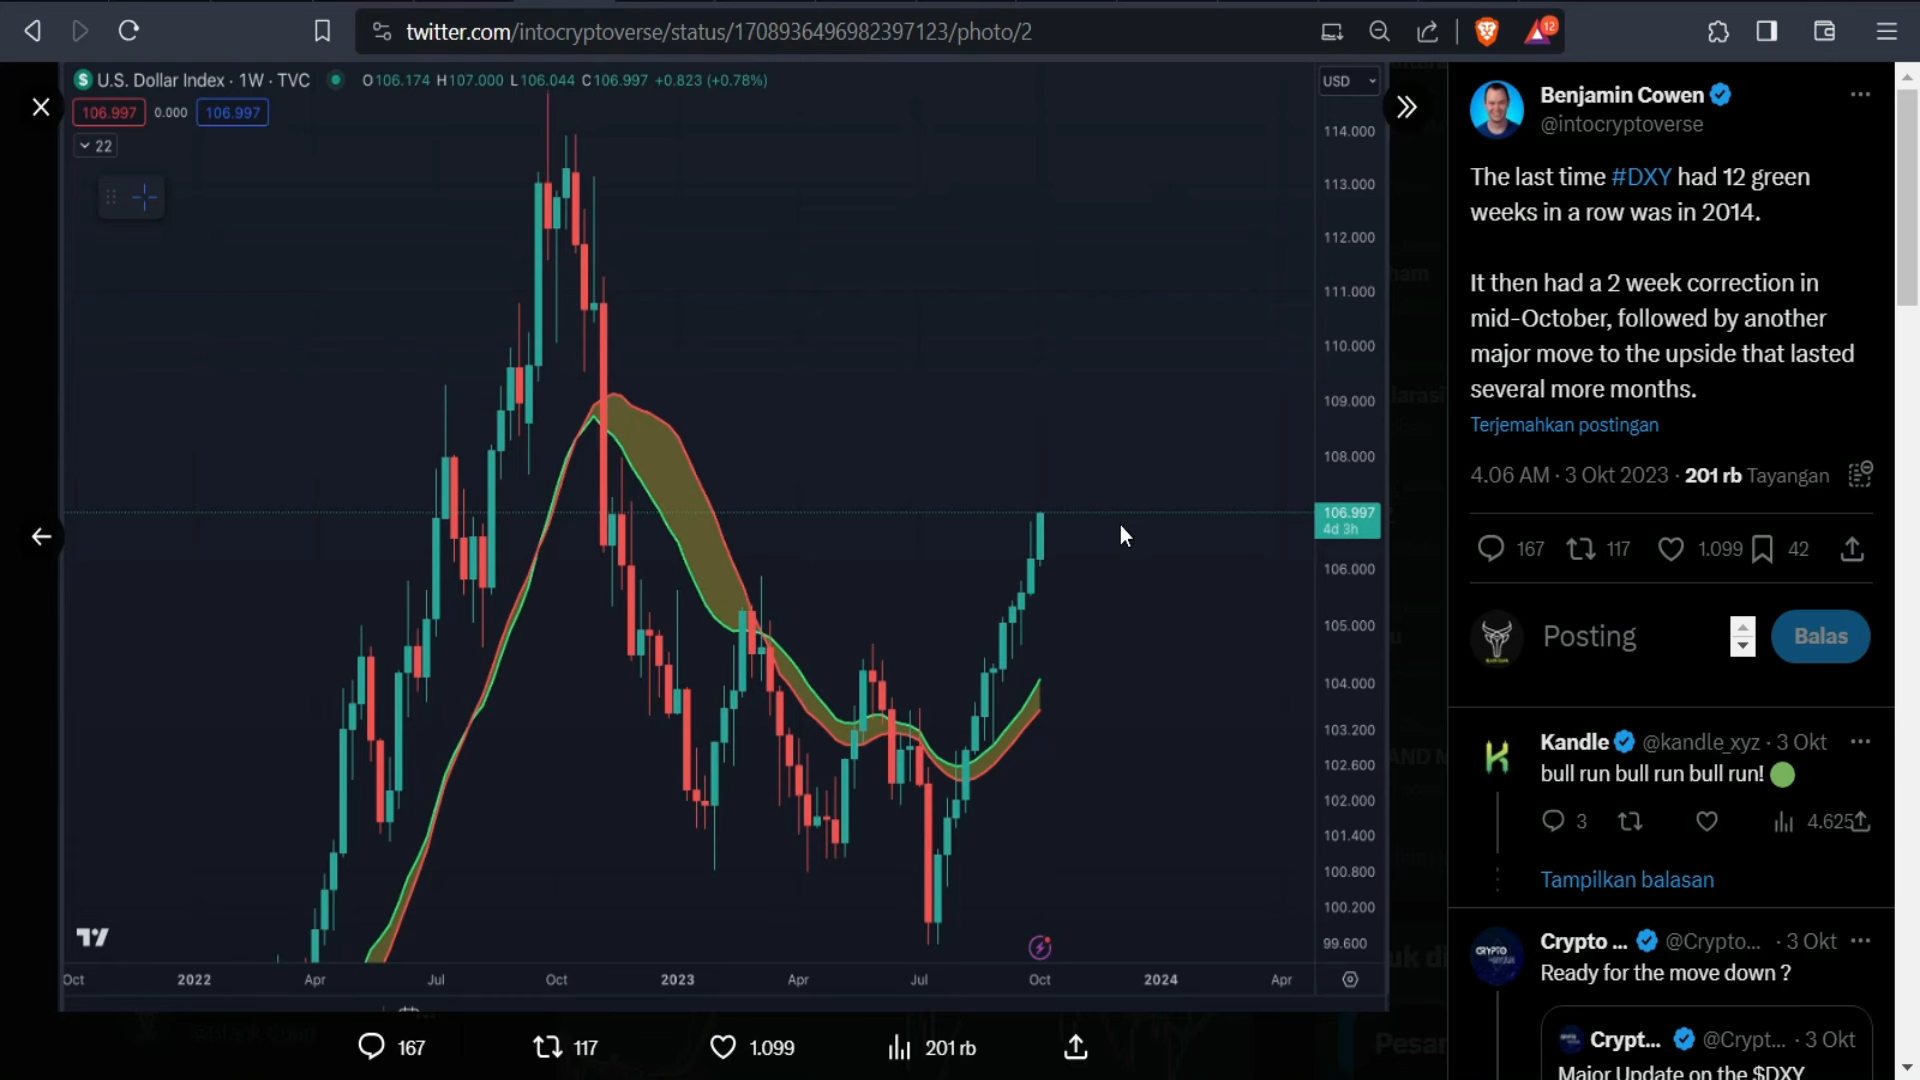 twitter.com/intocryptoverse/status/1708936496982397123/photo/2
12
U.S. Dollar Index · 1W · TVC
O106.174 H107.000 L106.044 C106.997 +0.823 (+0.78%)
106.997 0.000 106.997
22
USD
114.000
113.000
112.000
111.000
110.000
109.000
108.000
106.997
4d 3h
106.000
105.000
104.000
103.200
102.600
102.000
101.400
100.800
100.200
99.600
Oct 2022 Apr Jul Oct 2023 Apr Jul Oct 2024 Apr
167 117 1.099 201 rb
Benjamin Cowen
@intocryptoverse
The last time #DXY had 12 green
weeks in a row was in 2014.
It then had a 2 week correction in
mid-October, followed by another
major move to the upside that lasted
several more months.
Terjemahkan postingan
4.06 AM · 3 Okt 2023 · 201 rb Tayangan
167 117 1.099 42
Posting
Balas
Kandle @kandle_xyz · 3 Okt
bull run bull run bull run!
3 4.625
Tampilkan balasan
Crypto ... @Crypto... · 3 Okt
Ready for the move down ?
Crypt... @Crypt... · 3 Okt
Major Update on the $DXY
Pesan